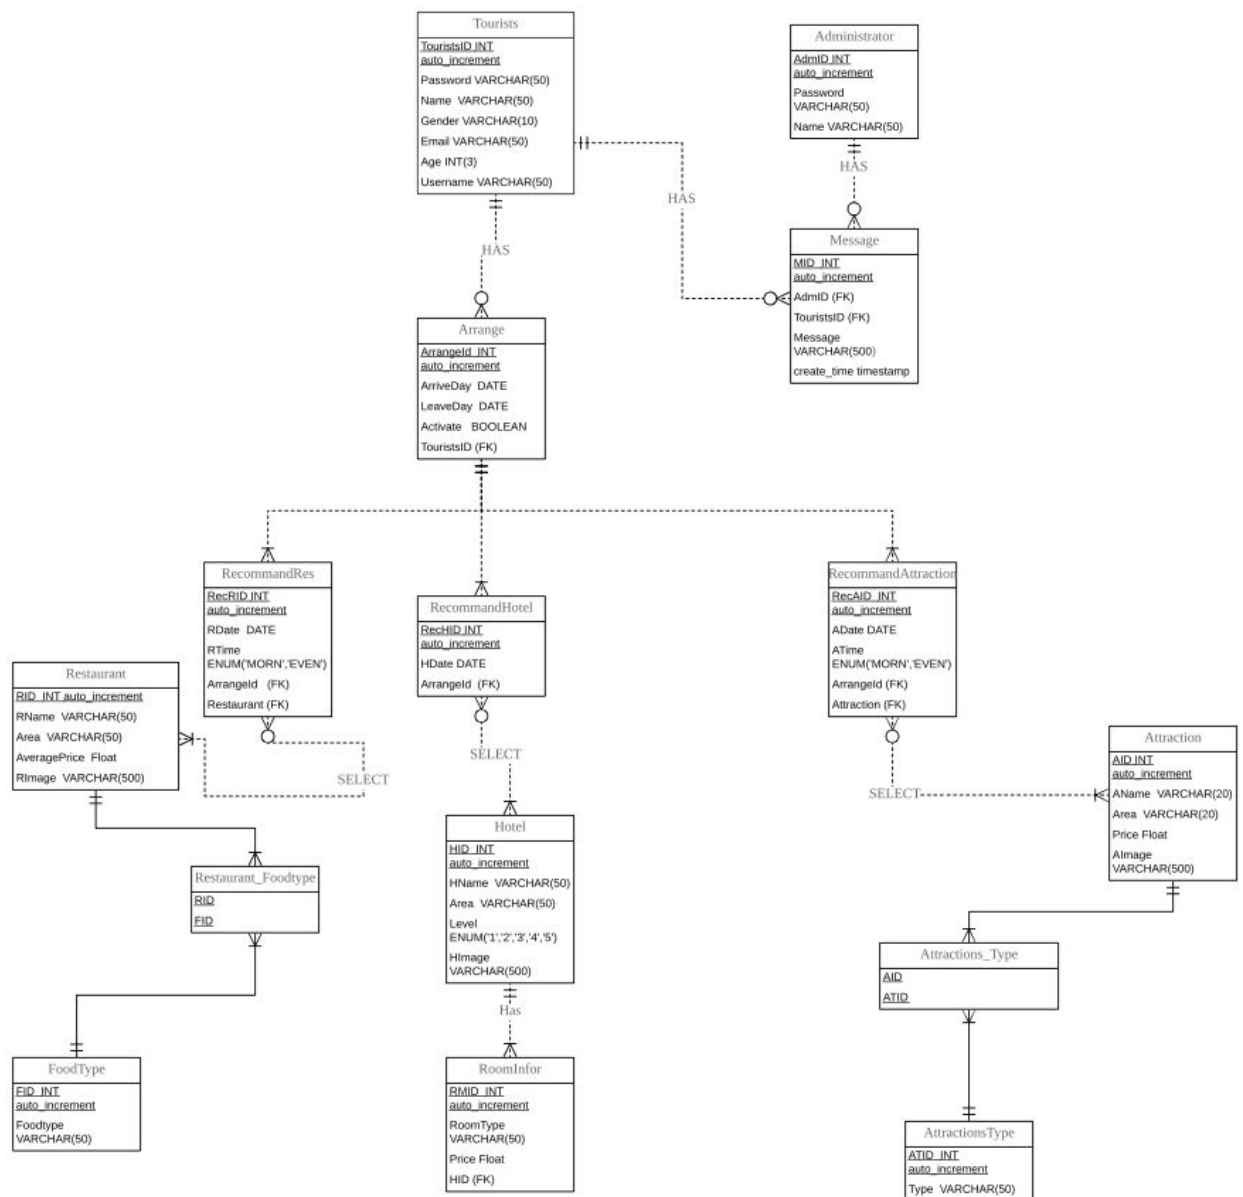 Tourists
TouristsID INT
auto_increment
Password VARCHAR(50)
Name VARCHAR(50)
Gender VARCHAR(10)
Email VARCHAR(50)
Age INT(3)
Username VARCHAR(50)
Administrator
AdmID INT
auto_increment
Password
VARCHAR(50)
Name VARCHAR(50)
HAS
HAS
HAS
Message
MID INT
auto_increment
AdmID (FK)
TouristsID (FK)
Message
VARCHAR(500)
create_time timestamp
Arrange
ArrangeId INT
auto_increment
ArriveDay DATE
LeaveDay DATE
Activate BOOLEAN
TouristsID (FK)
RecommandRes
RecRID INT
auto_increment
RDate DATE
RTime
ENUM('MORN','EVEN')
ArrangeId (FK)
Restaurant (FK)
RecommandHotel
RecHID INT
auto_increment
HDate DATE
ArrangeId (FK)
RecommandAttraction
RecAID INT
auto_increment
ADate DATE
ATime
ENUM('MORN','EVEN')
ArrangeId (FK)
Attraction (FK)
Restaurant
RID INT auto_increment
RName VARCHAR(50)
Area VARCHAR(50)
AveragePrice Float
RImage VARCHAR(500)
SELECT
SELECT
SELECT
Attraction
AID INT
auto_increment
AName VARCHAR(20)
Area VARCHAR(20)
Price Float
AImage
VARCHAR(500)
Hotel
HID INT
auto_increment
HName VARCHAR(50)
Area VARCHAR(50)
Level
ENUM('1','2','3','4','5')
HImage
VARCHAR(500)
Restaurant_Foodtype
RID
FID
Attractions_Type
AID
ATID
Has
FoodType
FID INT
auto_increment
Foodtype
VARCHAR(50)
RoomInfor
RMID INT
auto_increment
RoomType
VARCHAR(50)
Price Float
HID (FK)
AttractionsType
ATID INT
auto_increment
Type VARCHAR(50)